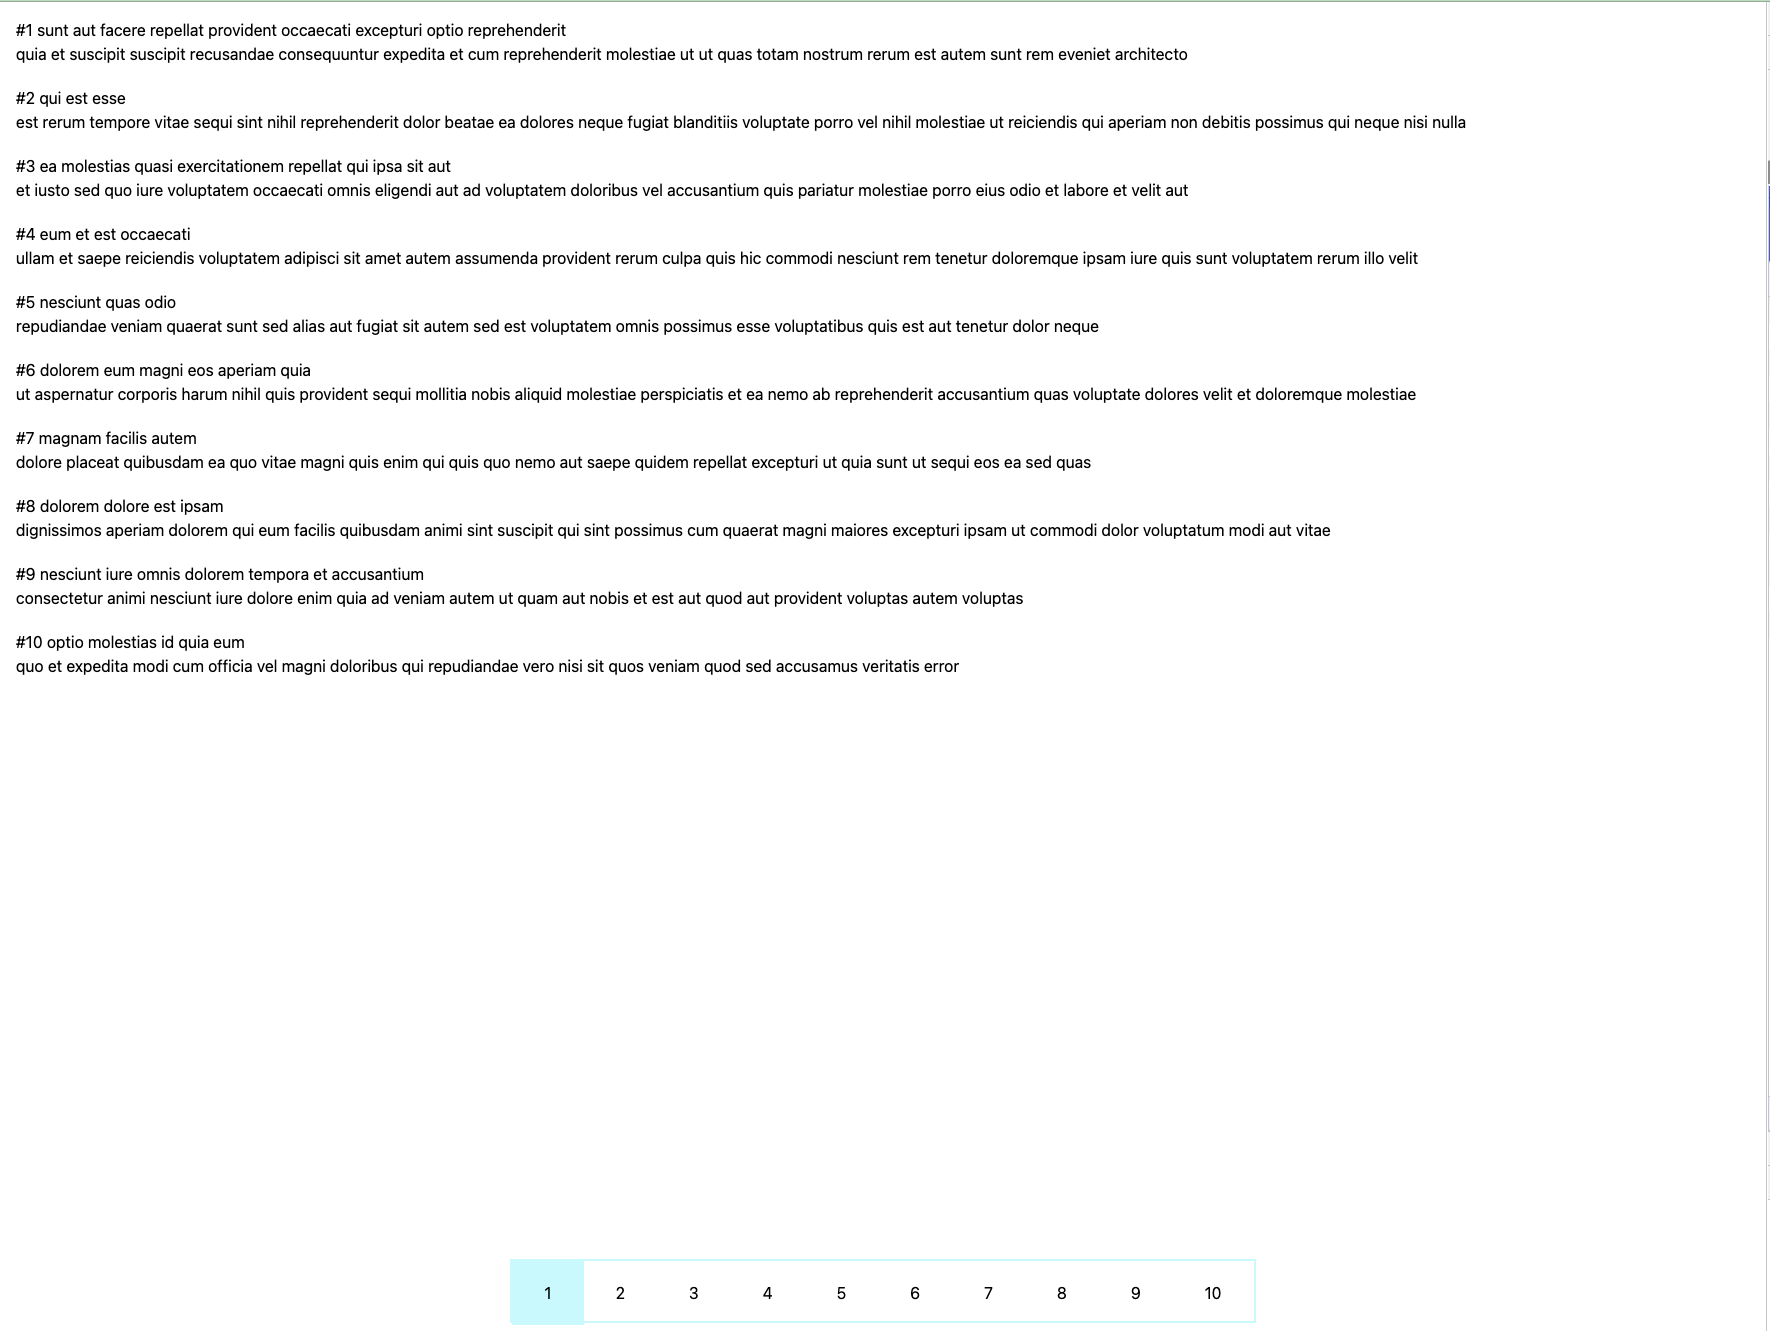 #1 sunt aut facere repellat provident occaecati excepturi optio reprehenderit
quia et suscipit suscipit recusandae consequuntur expedita et cum reprehenderit molestiae ut ut quas totam nostrum rerum est autem sunt rem eveniet architecto
#2 qui est esse
est rerum tempore vitae sequi sint nihil reprehenderit dolor beatae ea dolores neque fugiat blanditiis voluptate porro vel nihil molestiae ut reiciendis qui aperiam non debitis possimus qui neque nisi nulla
#3 ea molestias quasi exercitationem repellat qui ipsa sit aut
et iusto sed quo iure voluptatem occaecati omnis eligendi aut ad voluptatem doloribus vel accusantium quis pariatur molestiae porro eius odio et labore et velit aut
#4 eum et est occaecati
ullam et saepe reiciendis voluptatem adipisci sit amet autem assumenda provident rerum culpa quis hic commodi nesciunt rem tenetur doloremque ipsam iure quis sunt voluptatem rerum illo velit
#5 nesciunt quas odio
repudiandae veniam quaerat sunt sed alias aut fugiat sit autem sed est voluptatem omnis possimus esse voluptatibus quis est aut tenetur dolor neque
#6 dolorem eum magni eos aperiam quia
ut aspernatur corporis harum nihil quis provident sequi mollitia nobis aliquid molestiae perspiciatis et ea nemo ab reprehenderit accusantium quas voluptate dolores velit et doloremque molestiae
#7 magnam facilis autem
dolore placeat quibusdam ea quo vitae magni quis enim qui quis quo nemo aut saepe quidem repellat excepturi ut quia sunt ut sequi eos ea sed quas
#8 dolorem dolore est ipsam
dignissimos aperiam dolorem qui eum facilis quibusdam animi sint suscipit qui sint possimus cum quaerat magni maiores excepturi ipsam ut commodi dolor voluptatum modi aut vitae
#9 nesciunt iure omnis dolorem tempora et accusantium
consectetur animi nesciunt iure dolore enim quia ad veniam autem ut quam aut nobis et est aut quod aut provident voluptas autem voluptas
#10 optio molestias id quia eum
quo et expedita modi cum officia vel magni doloribus qui repudiandae vero nisi sit quos veniam quod sed accusamus veritatis error
1 2 3 4 5 6 7 8 9 10